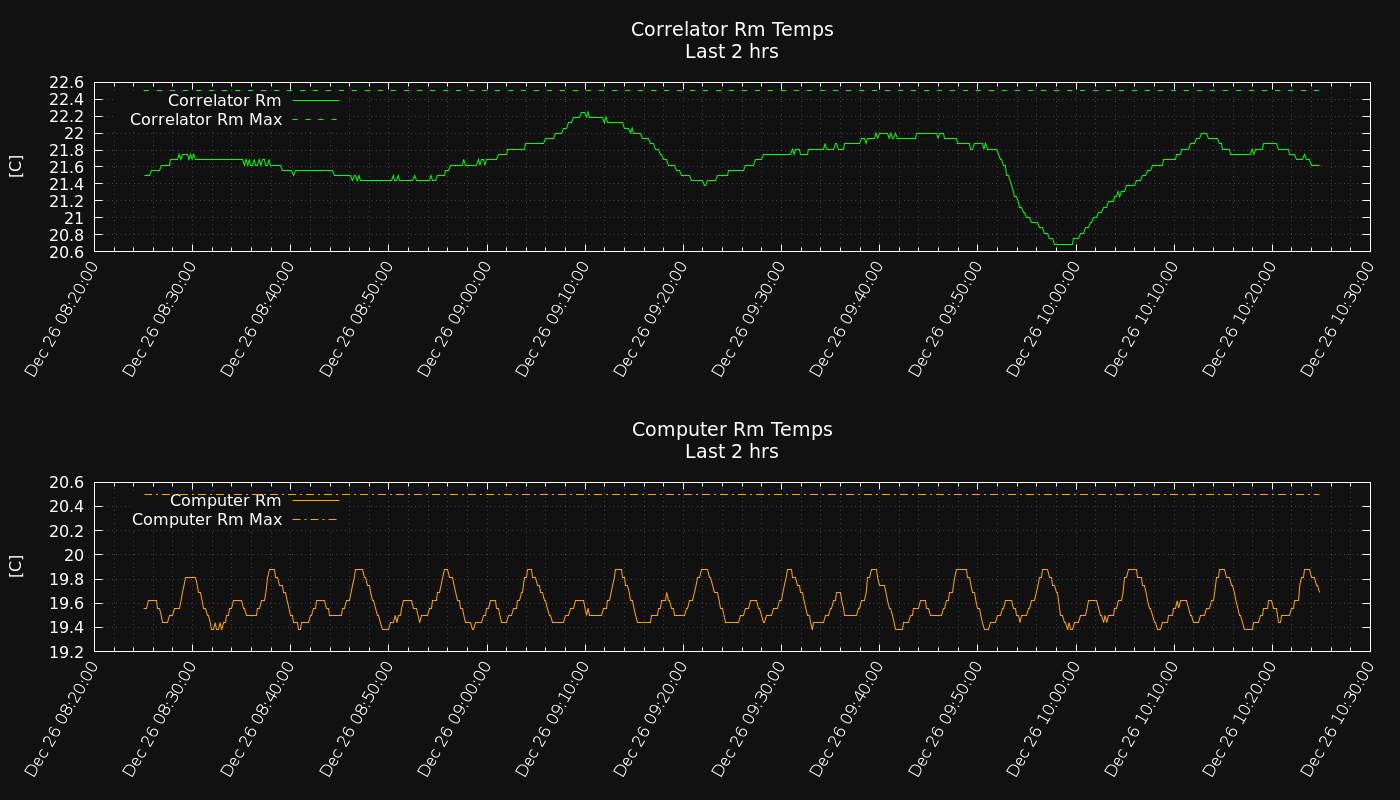 Correlator Rm Temps
Last 2 hrs
22.6
22.4
22.2
22
21.8
21.6
21.4
21.2
21
20.8
20.6
[C]
Correlator Rm
Correlator Rm Max
Dec 26 08:20:00
Dec 26 08:30:00
Dec 26 08:40:00
Dec 26 08:50:00
Dec 26 09:00:00
Dec 26 09:10:00
Dec 26 09:20:00
Dec 26 09:30:00
Dec 26 09:40:00
Dec 26 09:50:00
Dec 26 10:00:00
Dec 26 10:10:00
Dec 26 10:20:00
Dec 26 10:30:00
Computer Rm Temps
Last 2 hrs
20.6
20.4
20.2
20
19.8
19.6
19.4
19.2
[C]
Computer Rm
Computer Rm Max
Dec 26 08:20:00
Dec 26 08:30:00
Dec 26 08:40:00
Dec 26 08:50:00
Dec 26 09:00:00
Dec 26 09:10:00
Dec 26 09:20:00
Dec 26 09:30:00
Dec 26 09:40:00
Dec 26 09:50:00
Dec 26 10:00:00
Dec 26 10:10:00
Dec 26 10:20:00
Dec 26 10:30:00